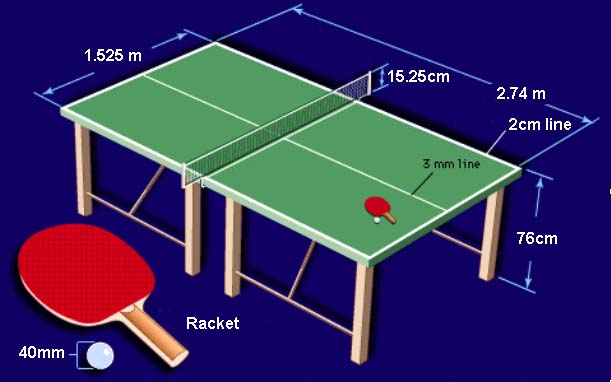 1.525 m
15.25cm
2.74 m
2cm line
3 mm line
76cm
Racket
40mm